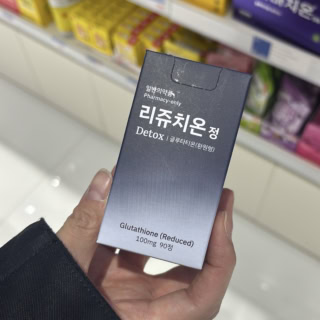 일반의약품
Pharmacy-only
리쥬치온 정
Detox | 글루타티온(환원형)
Glutathione (Reduced)
100mg 90정